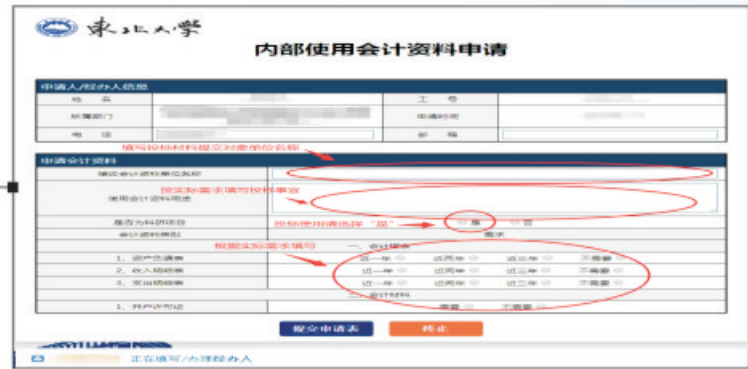 東北大学
内部使用会计资料申请
申请人/经办人信息
姓 名 工 号
所属部门 申请时间
电 话 邮 箱
填写投标材料提交对象单位名称
申请会计资料
接收会计资料单位名称
按实际需求填写投标事宜
使用会计资料用途
是否为科研项目 投标使用请选择“是” 是 否
会计资料类别 需求
根据实际需求填写 一、会计报表
1、资产负债表 近一年 近两年 近三年 不需要
2、收入明细表 近一年 近两年 近三年 不需要
3、支出明细表 近一年 近两年 近三年 不需要
二、会计材料
1、开户许可证 需要 不需要
提交申请表 终止
正在填写/办理经办人